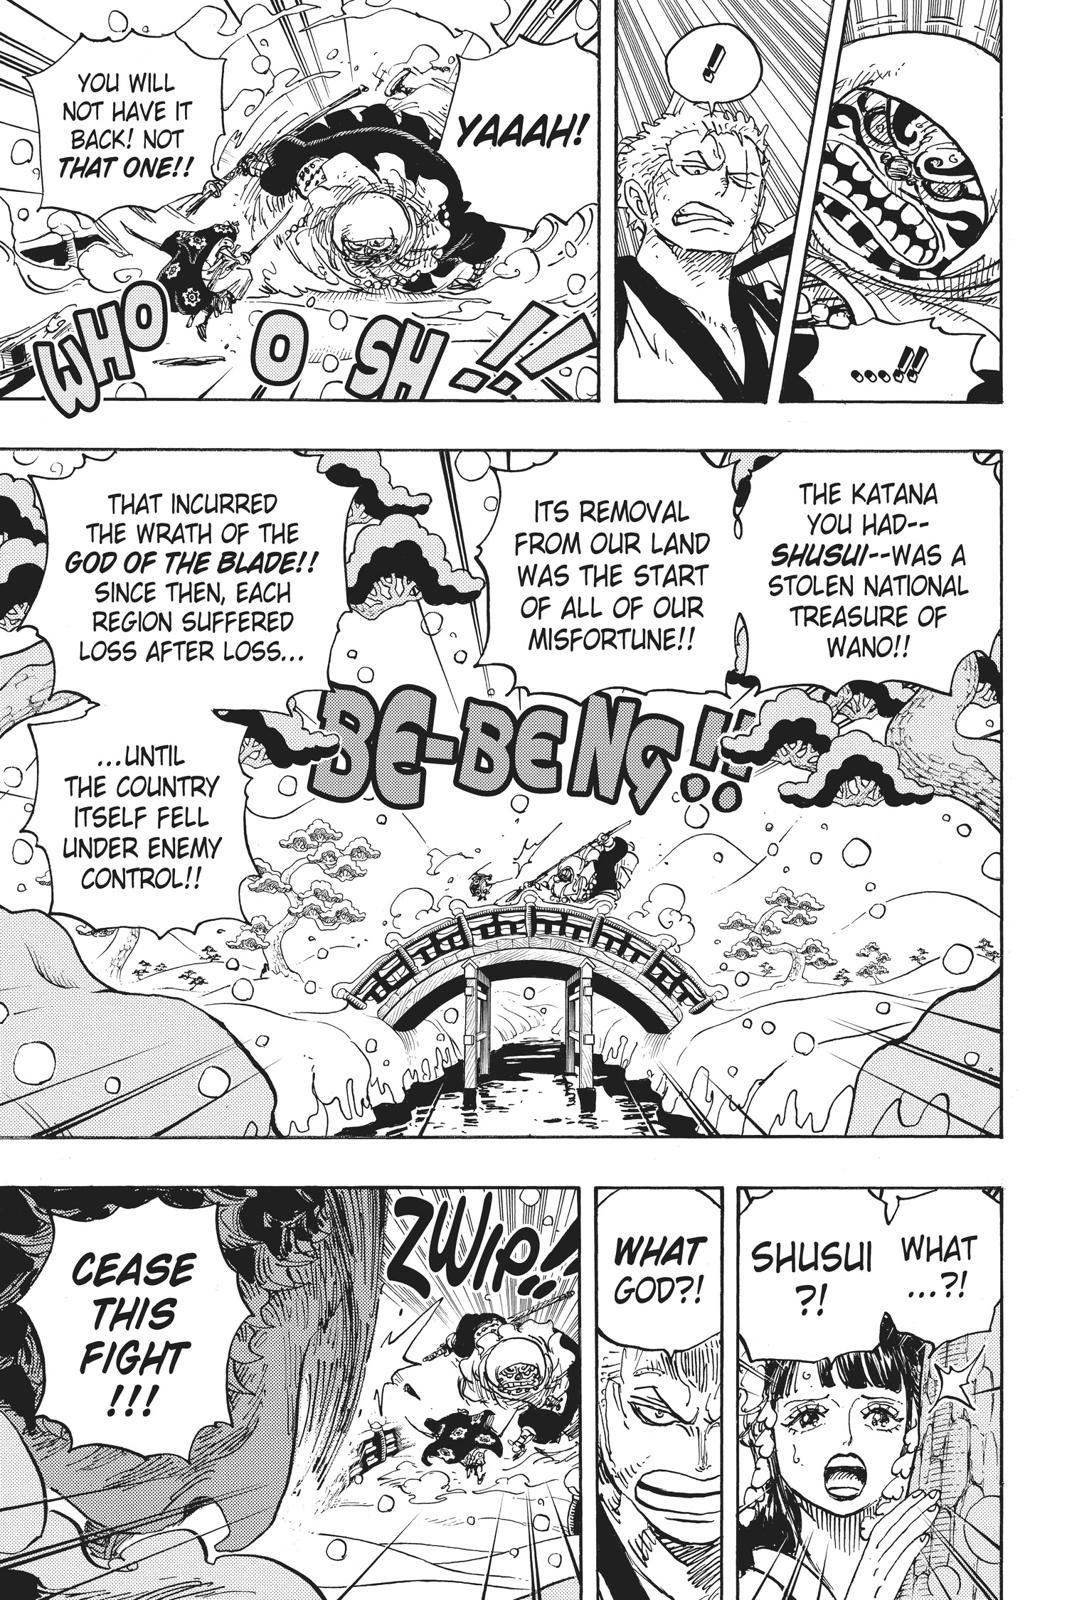 !
...!!
YAAAH!
YOU WILL
NOT HAVE IT
BACK! NOT
THAT ONE!!
WHOOOSH!!
THE KATANA
YOU HAD--
SHUSUI--WAS A
STOLEN NATIONAL
TREASURE OF
WANO!!
ITS REMOVAL
FROM OUR LAND
WAS THE START
OF ALL OF OUR
MISFORTUNE!!
THAT INCURRED
THE WRATH OF THE
GOD OF THE BLADE!!
SINCE THEN, EACH
REGION SUFFERED
LOSS AFTER LOSS...
...UNTIL
THE COUNTRY
ITSELF FELL
UNDER ENEMY
CONTROL!!
BE-BENG!!
WHAT
...?!
SHUSUI
?!
WHAT
GOD?!
ZWIP!!
CEASE
THIS
FIGHT
!!!